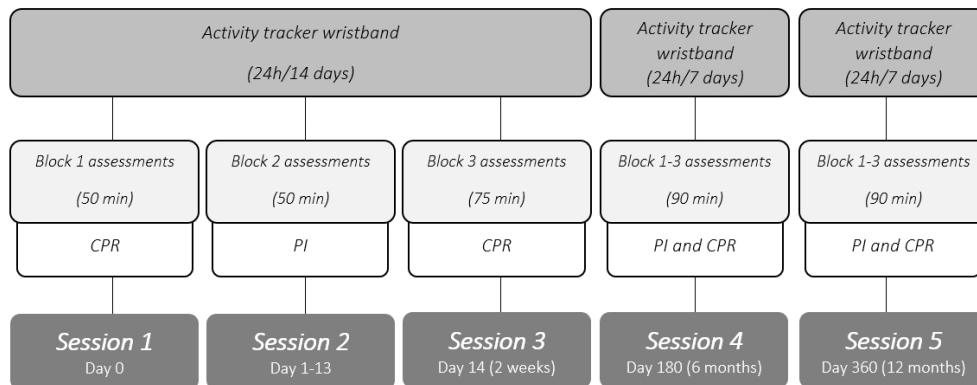 Activity tracker wristband
(24h/14 days)
Activity tracker
wristband
(24h/7 days)
Activity tracker
wristband
(24h/7 days)
Block 1 assessments
(50 min)
Block 2 assessments
(50 min)
Block 3 assessments
(75 min)
Block 1-3 assessments
(90 min)
Block 1-3 assessments
(90 min)
CPR
PI
CPR
PI and CPR
PI and CPR
Session 1
Day 0
Session 2
Day 1-13
Session 3
Day 14 (2 weeks)
Session 4
Day 180 (6 months)
Session 5
Day 360 (12 months)